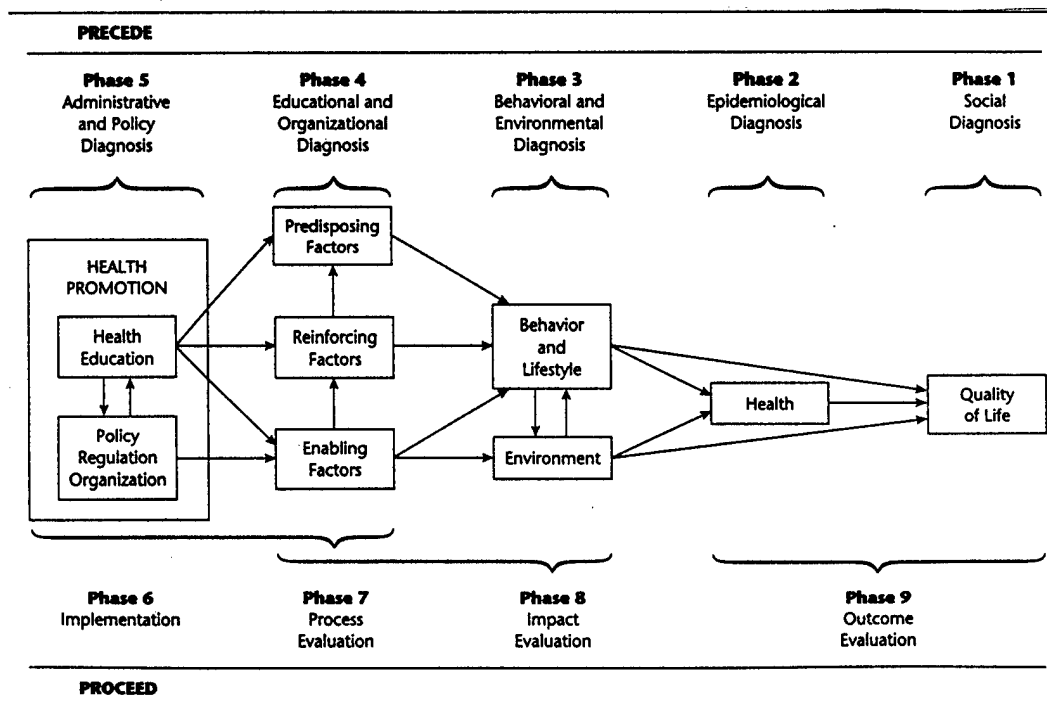 PRECEDE
Phase 5
Administrative
and Policy
Diagnosis
Phase 4
Educational and
Organizational
Diagnosis
Phase 3
Behavioral and
Environmental
Diagnosis
Phase 2
Epidemiological
Diagnosis
Phase 1
Social
Diagnosis
HEALTH
PROMOTION
Health
Education
Policy
Regulation
Organization
Predisposing
Factors
Reinforcing
Factors
Enabling
Factors
Behavior
and
Lifestyle
Environment
Health
Quality
of Life
Phase 6
Implementation
Phase 7
Process
Evaluation
Phase 8
Impact
Evaluation
Phase 9
Outcome
Evaluation
PROCEED